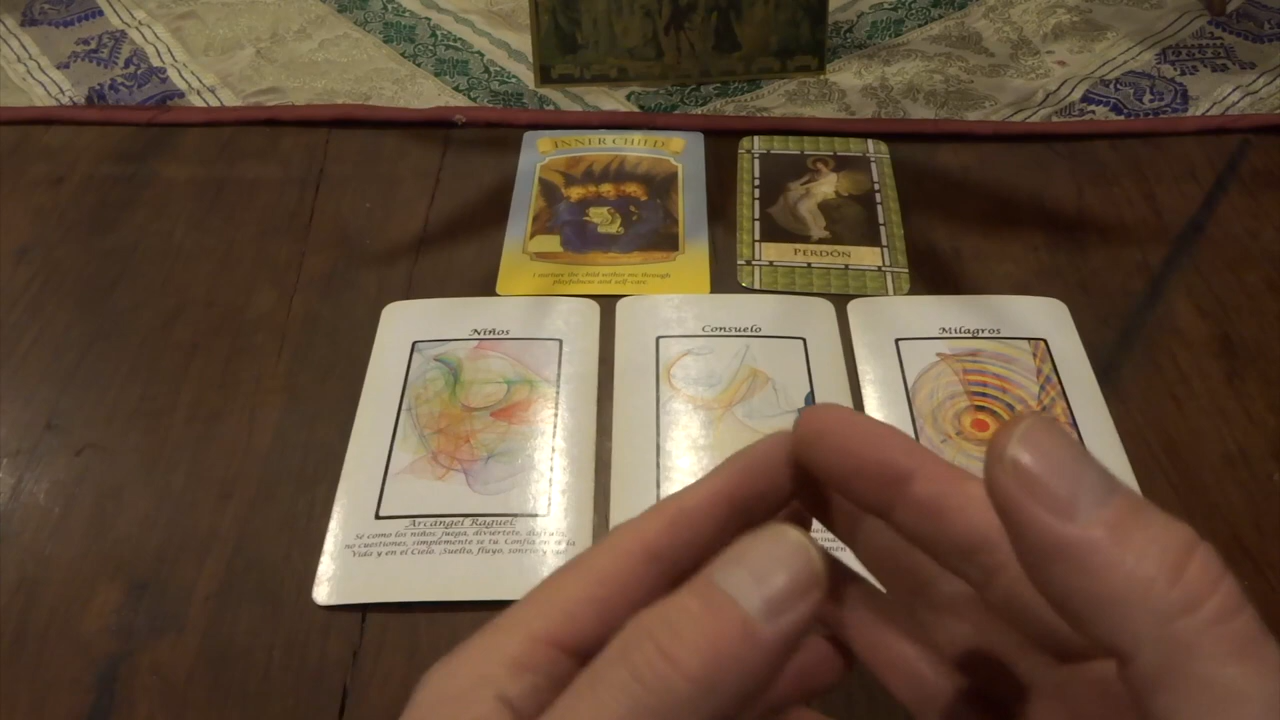 INNER CHILD
I nurture the child within me through
playfulness and self-care.
PERDÓN
Niños
Consuelo
Milagros
Arcángel Raguel:
Sé como los niños: juega, diviértete, disfruta,
no cuestiones, simplemente se tú. Confía en la
Vida y en el Cielo. ¡Suelto, fluyo, sonrío y